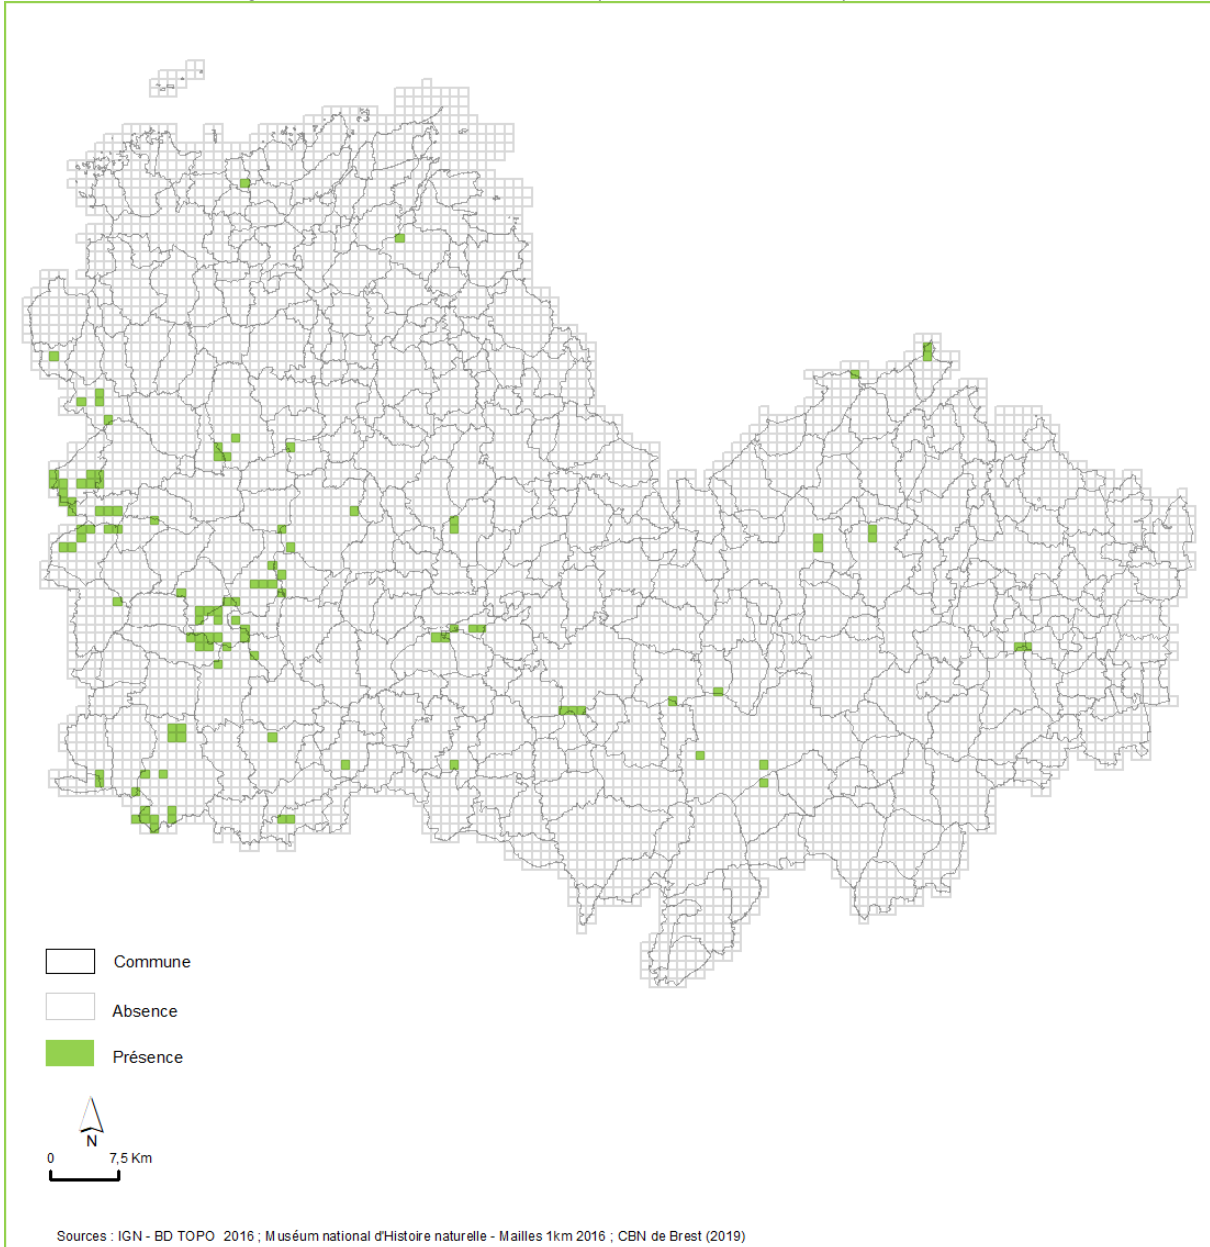 Commune
Absence
Présence
N
0 7,5 Km
Sources : IGN - BD TOPO 2016 ; Muséum national d'Histoire naturelle - Mailles 1km 2016 ; CBN de Brest (2019)